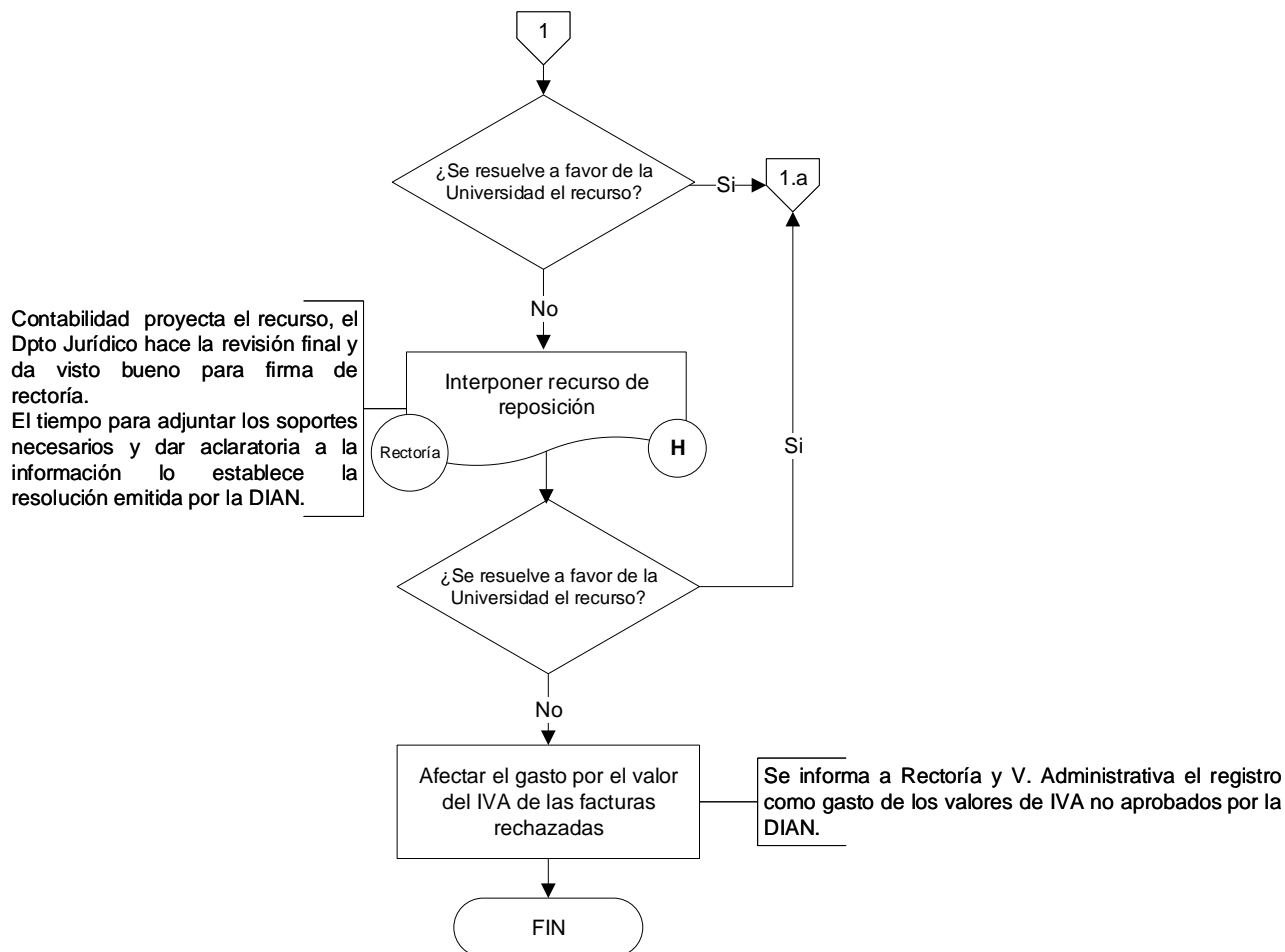 1
¿Se resuelve a favor de la
Universidad el recurso?
Si
1.a
No
Contabilidad proyecta el recurso, el
Dpto Jurídico hace la revisión final y
da visto bueno para firma de
rectoría.
El tiempo para adjuntar los soportes
necesarios y dar aclaratoria a la
información lo establece la
resolución emitida por la DIAN.
Interponer recurso de
reposición
Rectoría
H
Si
¿Se resuelve a favor de la
Universidad el recurso?
No
Afectar el gasto por el valor
del IVA de las facturas
rechazadas
Se informa a Rectoría y V. Administrativa el registro
como gasto de los valores de IVA no aprobados por la
DIAN.
FIN